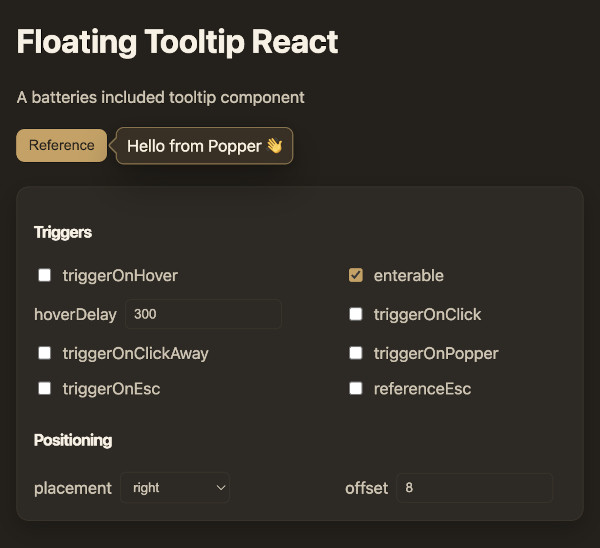 Floating Tooltip React
A batteries included tooltip component
Reference Hello from Popper 👋
Triggers
triggerOnHover enterable
hoverDelay 300 triggerOnClick
triggerOnClickAway triggerOnPopper
triggerOnEsc referenceEsc
Positioning
placement right offset 8